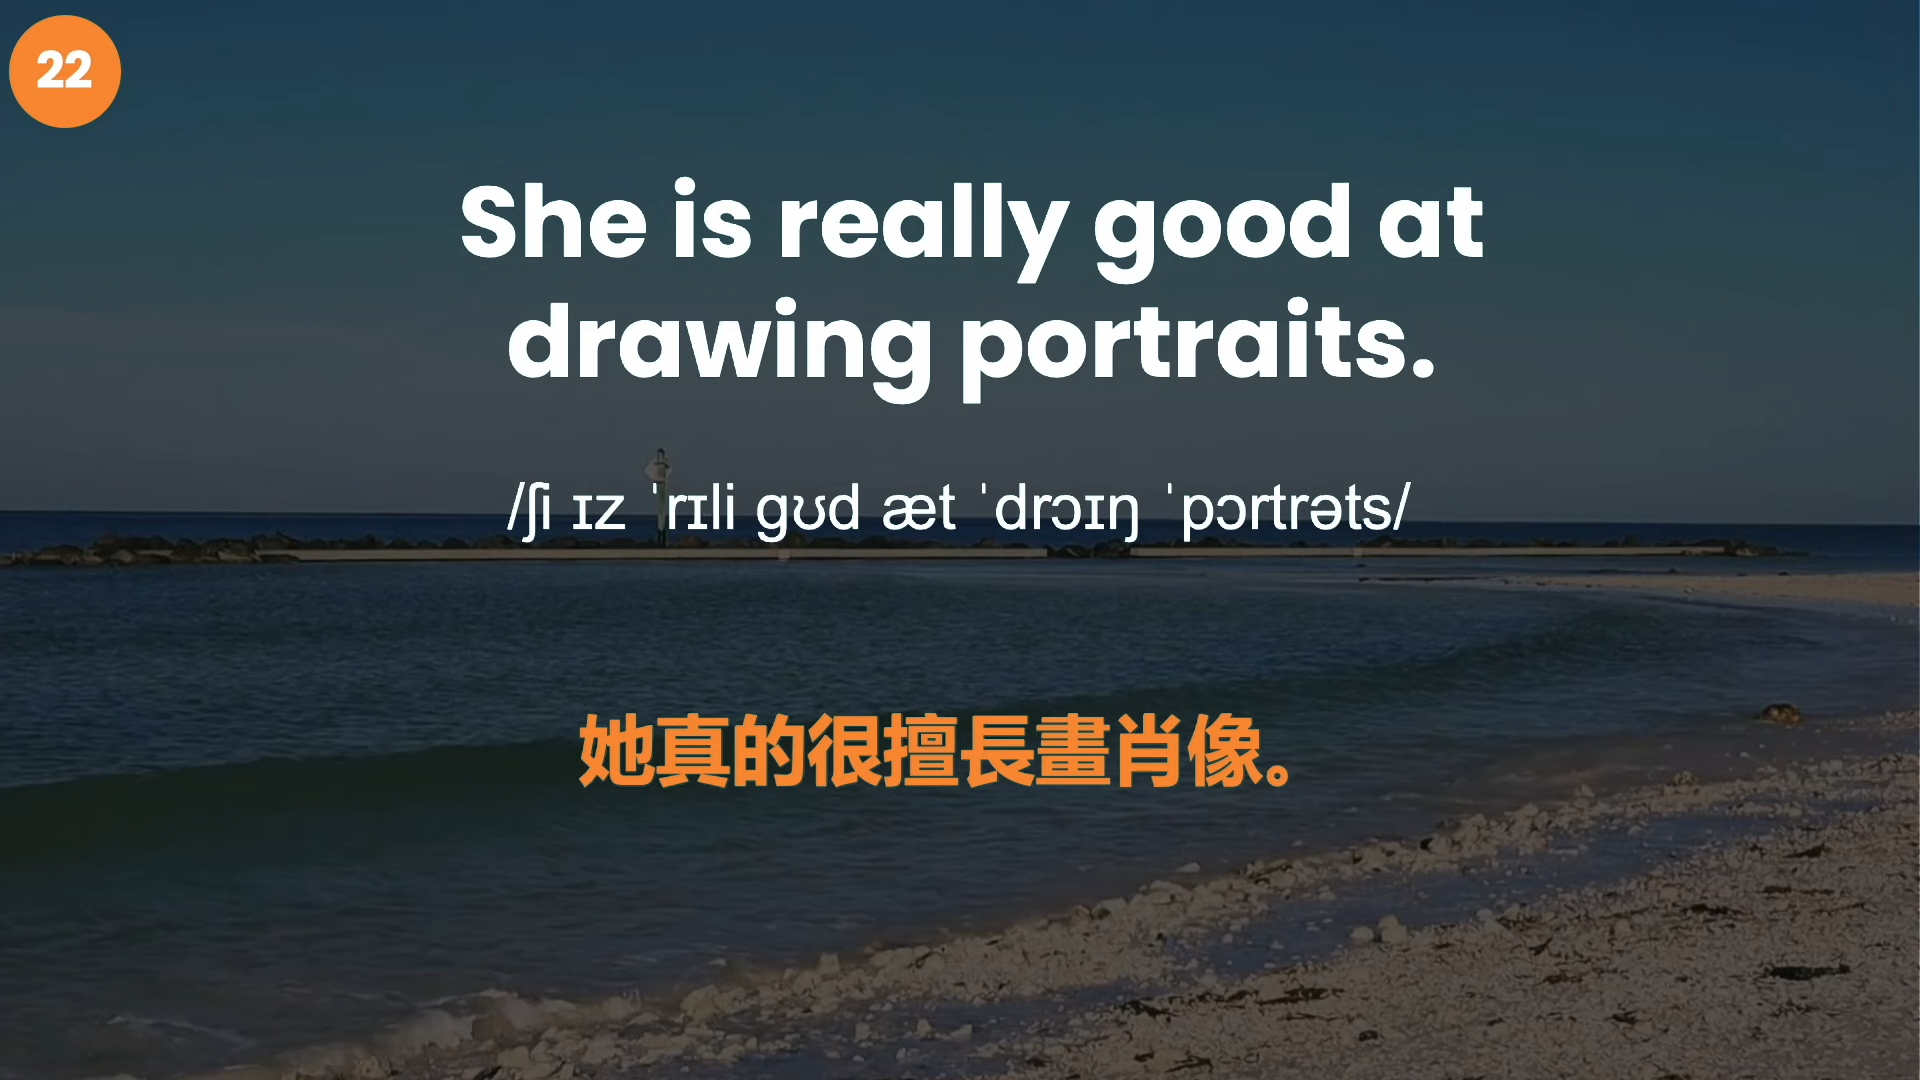 22
She is really good at
drawing portraits.
/ʃi ɪz ˈrɪli gʊd æt ˈdrɔɪŋ ˈpɔrtrəts/
她真的很擅長畫肖像。